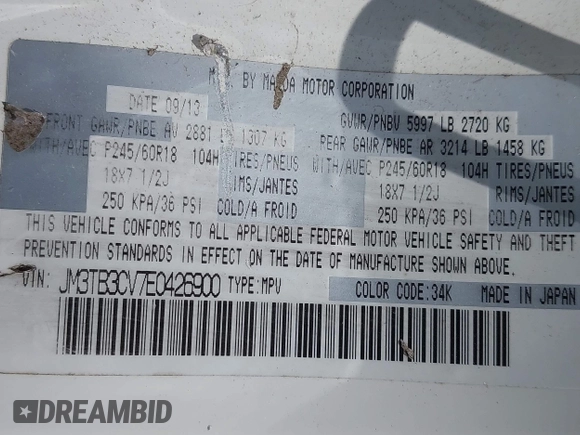 MFD. BY MAZDA MOTOR CORPORATION
DATE 09/13 GVWR/PNBV 5997 LB 2720 KG
FRONT GAWR/PNBE AV 2881 LB 1307 KG REAR GAWR/PNBE AR 3214 LB 1458 KG
WITH/AVEC P245/60R18 104H TIRES/PNEUS WITH/AVEC P245/60R18 104H TIRES/PNEUS
18X7 1/2J RIMS/JANTES 18X7 1/2J RIMS/JANTES
250 KPA/36 PSI COLD/A FROID 250 KPA/36 PSI COLD/A FROID
THIS VEHICLE CONFORMS TO ALL APPLICABLE FEDERAL MOTOR VEHICLE SAFETY AND THEFT
PREVENTION STANDARDS IN EFFECT ON THE DATE OF MANUFACTURE SHOWN ABOVE.
VIN: JM3TB3CV7E0426900 TYPE:MPV COLOR CODE:34K MADE IN JAPAN
DREAMBID